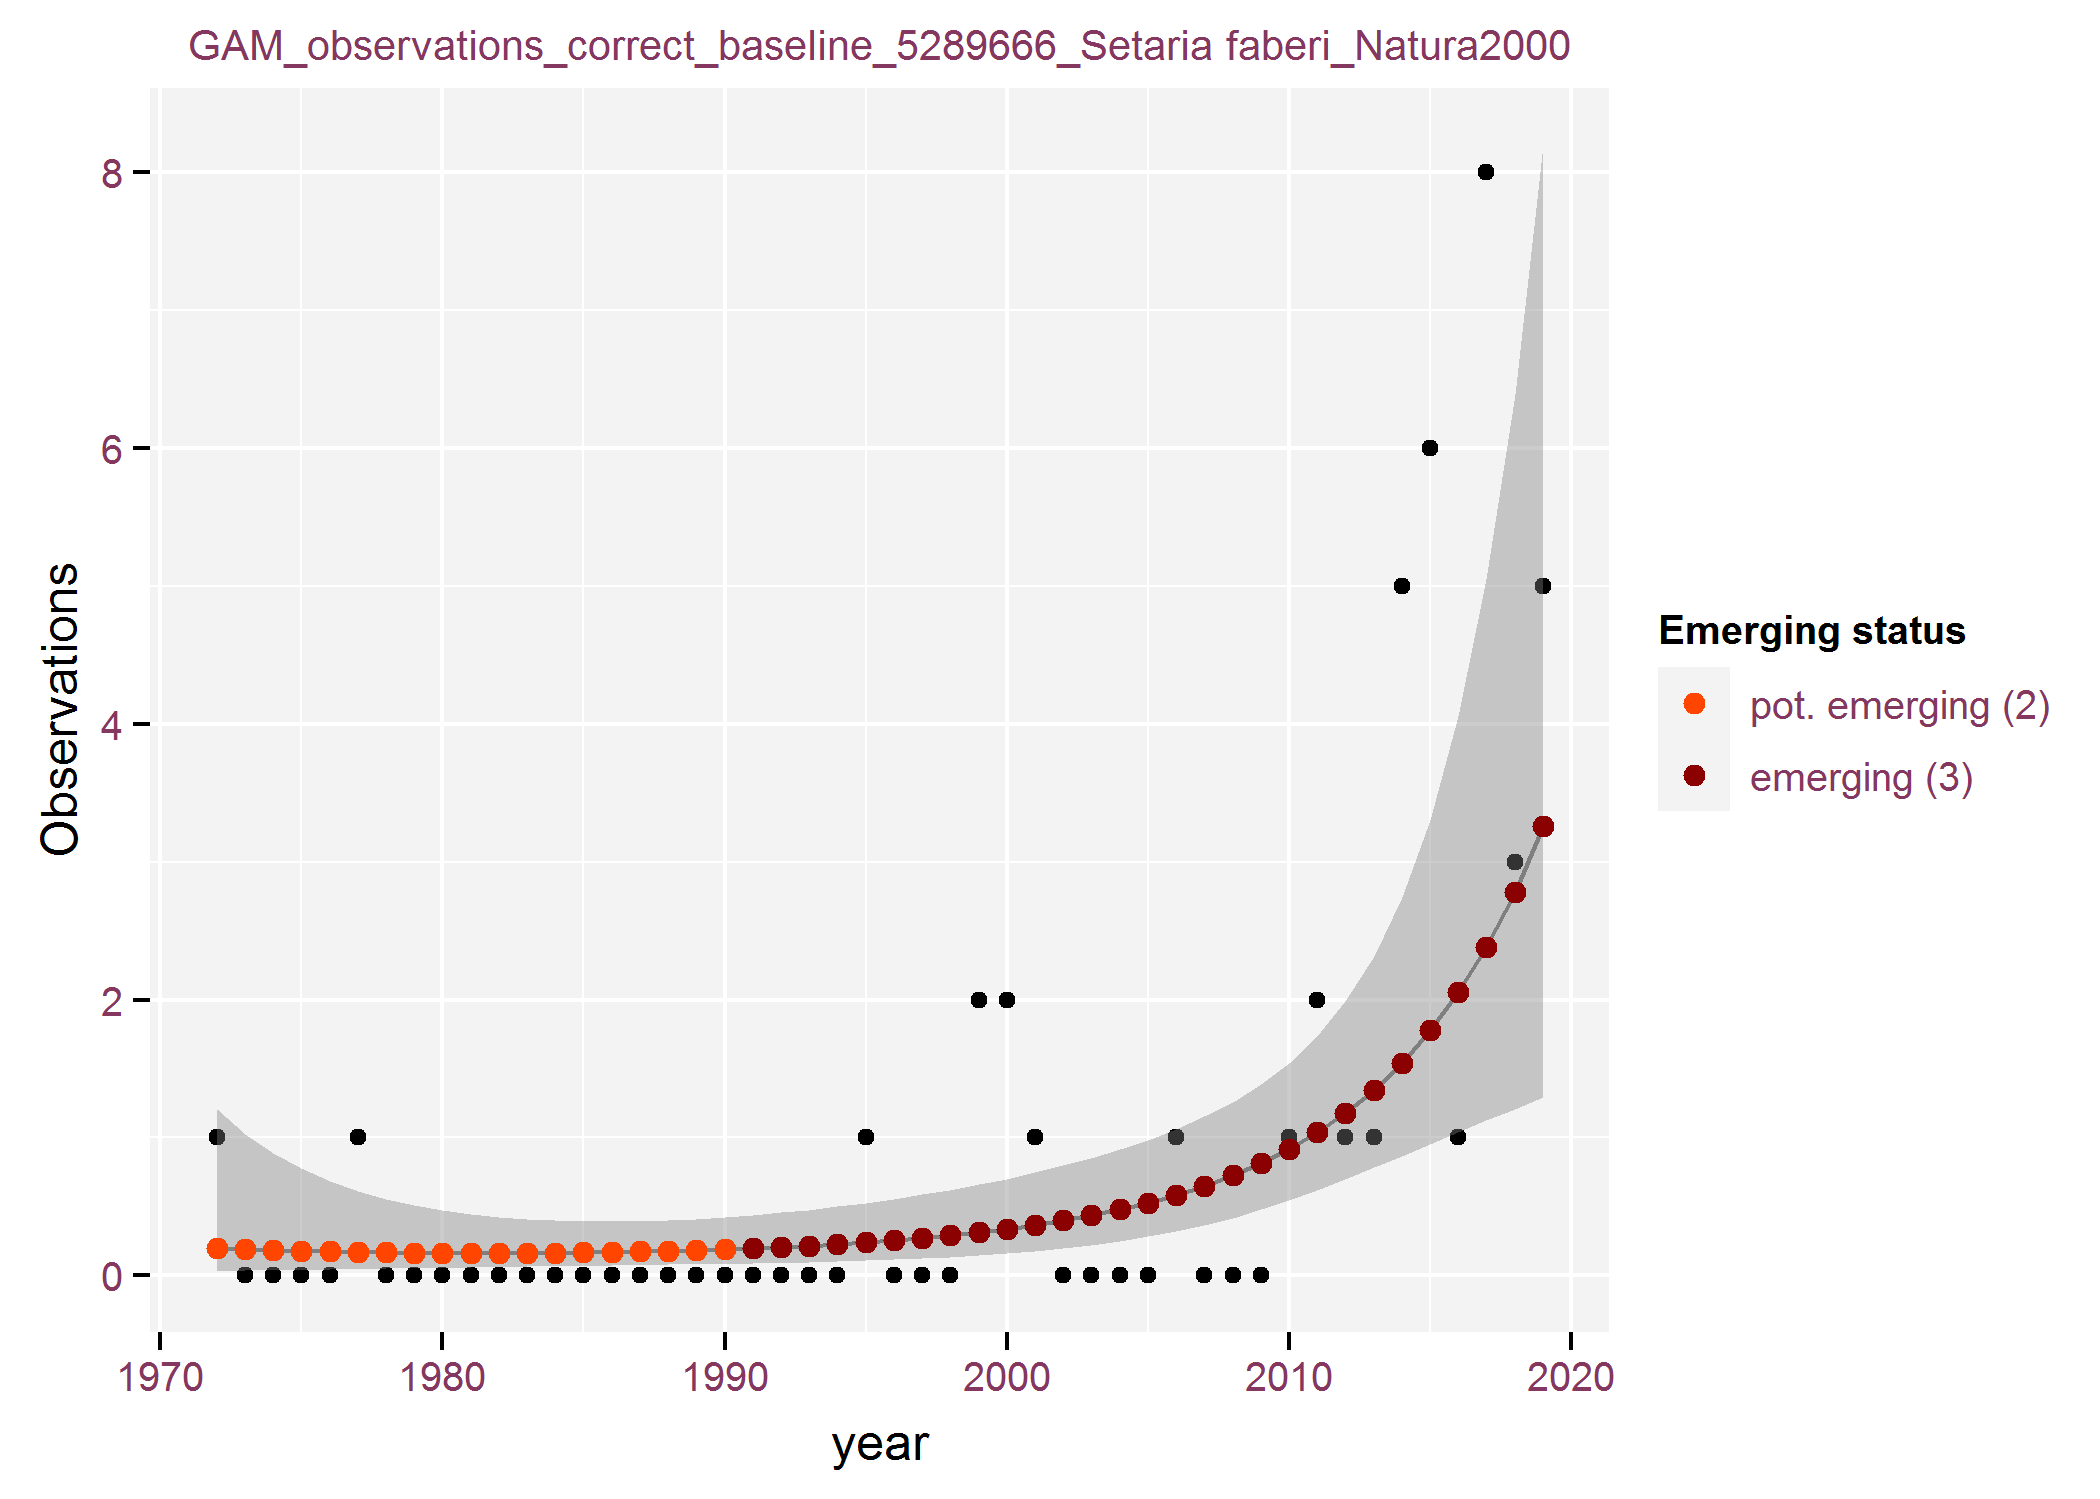 GAM_observations_correct_baseline_5289666_Setaria faberi_Natura2000
8
6
4
2
0
Observations
1970 1980 1990 2000 2010 2020
year
Emerging status
pot. emerging (2)
emerging (3)